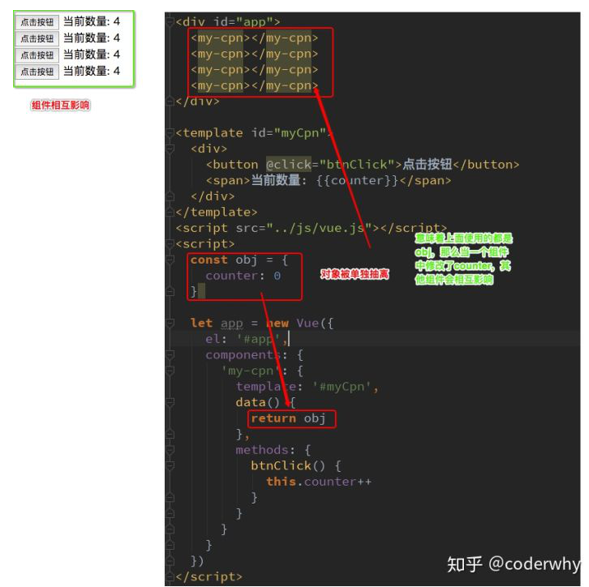 点击按钮 当前数量: 4
点击按钮 当前数量: 4
点击按钮 当前数量: 4
点击按钮 当前数量: 4
组件相互影响
<div id="app">
<my-cpn></my-cpn>
<my-cpn></my-cpn>
<my-cpn></my-cpn>
<my-cpn></my-cpn>
</div>
<template id="myCpn">
<div>
<button @click="btnClick">点击按钮</button>
<span>当前数量: {{counter}}</span>
</div>
</template>
<script src="../js/vue.js"></script>
<script>
const obj = {
counter: 0
}
对象被单独抽离
意味着上面使用的都是
obj, 那么当一个组件
中修改了counter, 其
他组件会相互影响
let app = new Vue({
el: '#app',
components: {
'my-cpn': {
template: '#myCpn',
data() {
return obj
},
methods: {
btnClick() {
this.counter++
}
}
}
}
})
</script>
知乎 @coderwhy